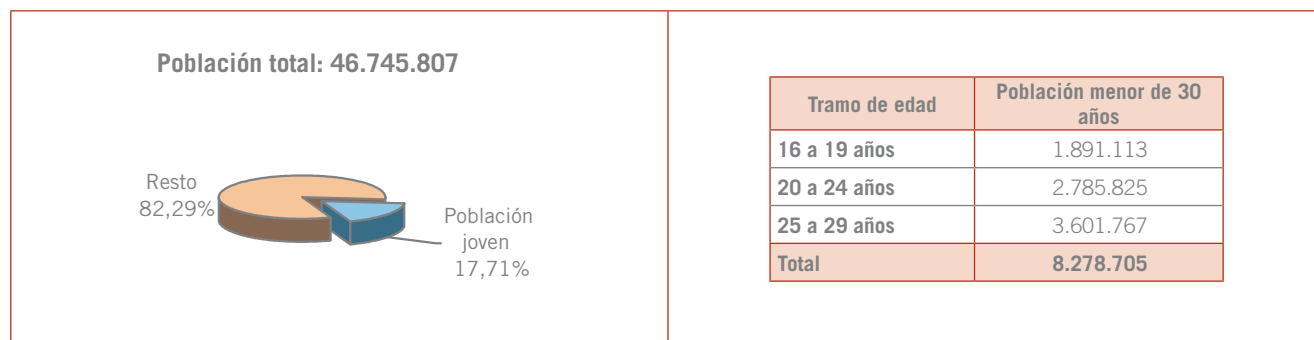 Población total: 46.745.807
Resto
82,29%
Población
joven
17,71%
Tramo de edad
Población menor de 30
años
16 a 19 años 1.891.113
20 a 24 años 2.785.825
25 a 29 años 3.601.767
Total 8.278.705